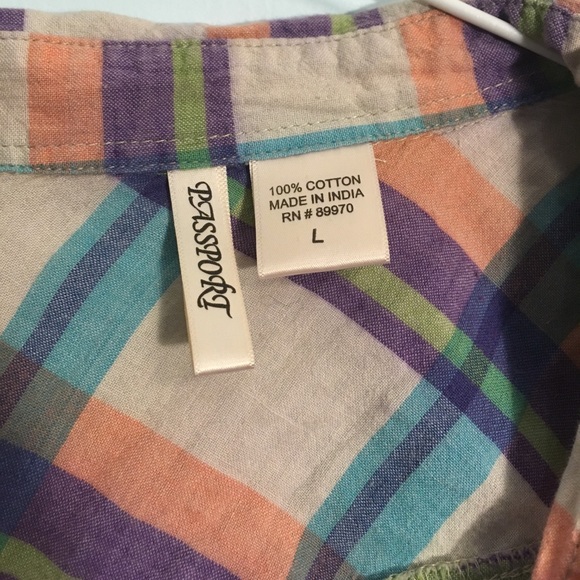 PASSPORT
100% COTTON
MADE IN INDIA
RN # 89970
L